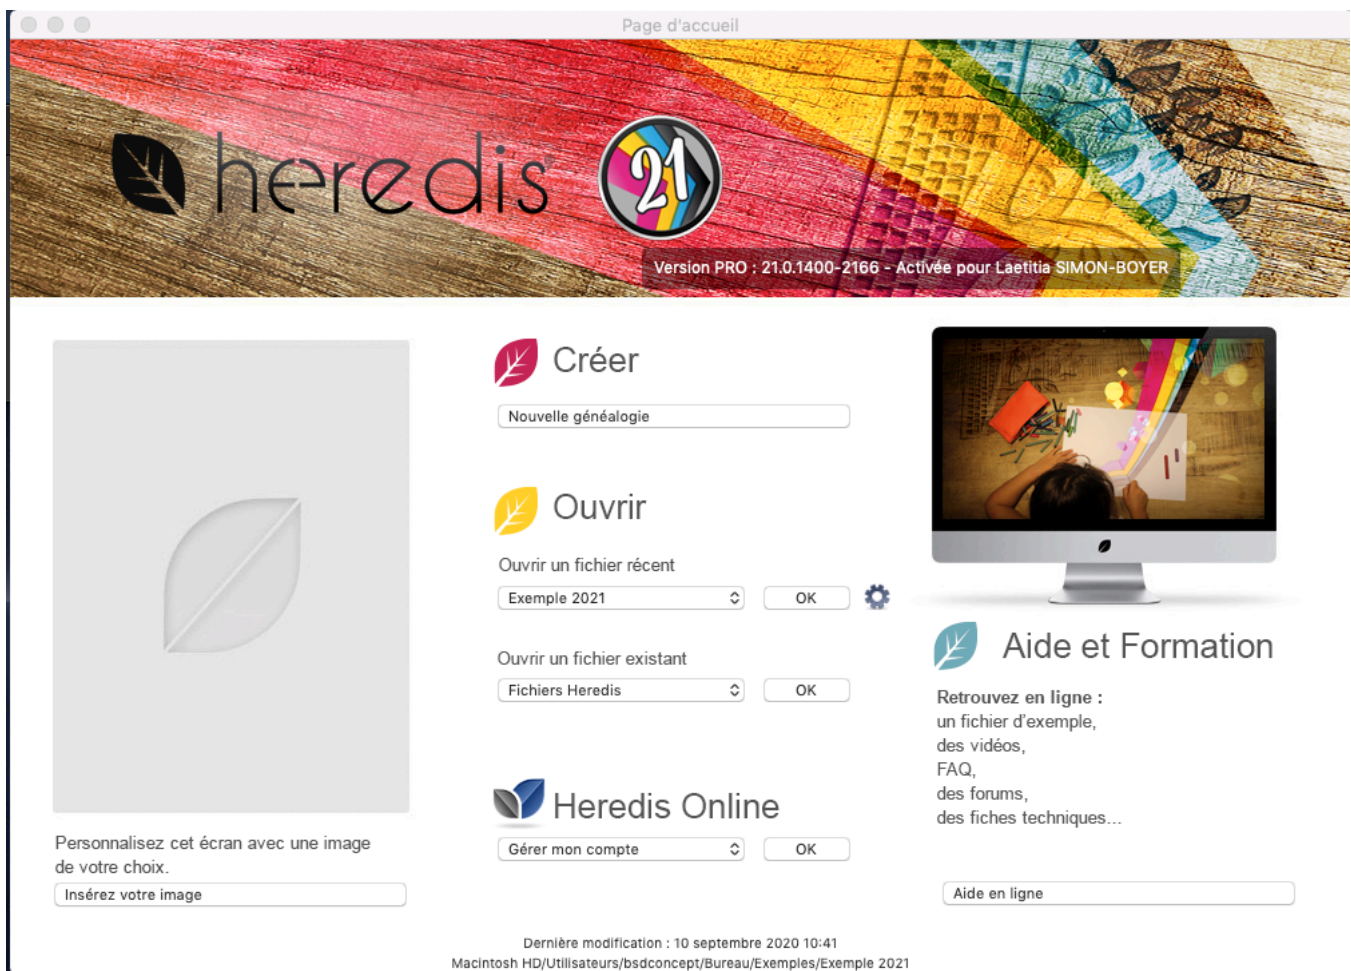 Page d'accueil
heredis®
21
Version PRO : 21.0.1400-2166 - Activée pour Laetitia SIMON-BOYER
Personnalisez cet écran avec une image
de votre choix.
Insérez votre image
Créer
Nouvelle généalogie
Ouvrir
Ouvrir un fichier récent
Exemple 2021
OK
Ouvrir un fichier existant
Fichiers Heredis
OK
Heredis Online
Gérer mon compte
OK
Aide et Formation
Retrouvez en ligne :
un fichier d'exemple,
des vidéos,
FAQ,
des forums,
des fiches techniques...
Aide en ligne
Dernière modification : 10 septembre 2020 10:41
Macintosh HD/Utilisateurs/bsdconcept/Bureau/Exemples/Exemple 2021